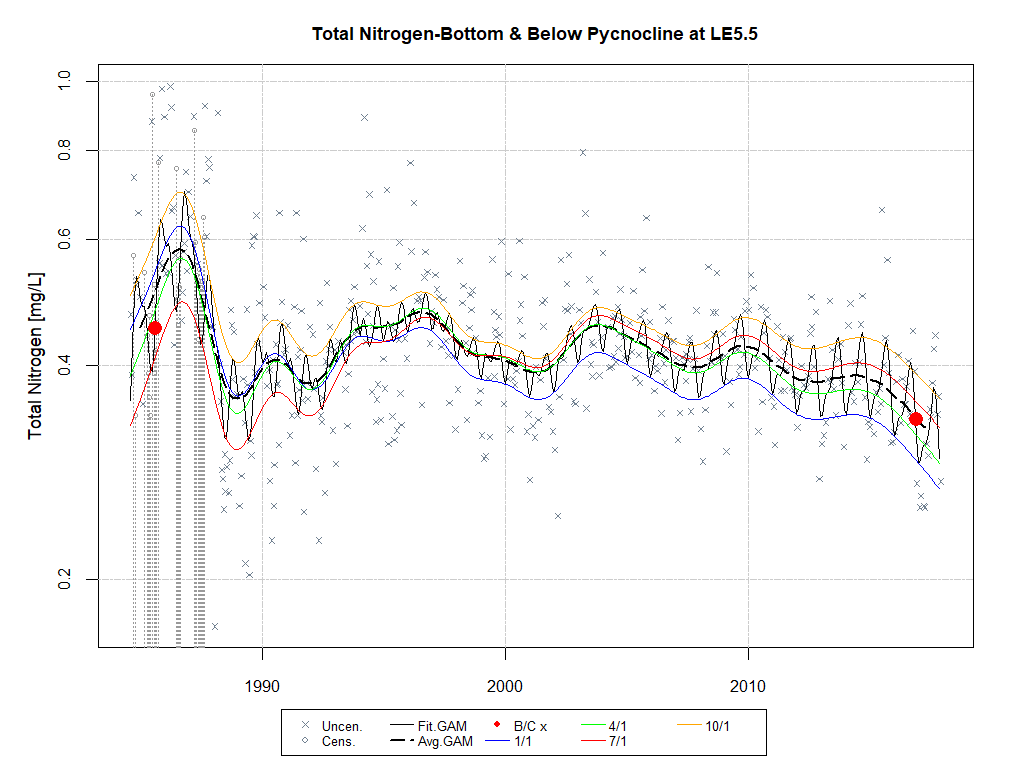 Total Nitrogen-Bottom & Below Pycnocline at LE5.5
Total Nitrogen [mg/L]
1.0
0.8
0.6
0.4
0.2
1990 2000 2010
Uncen. Fit.GAM B/C x 4/1 10/1
Cens. Avg.GAM 1/1 7/1